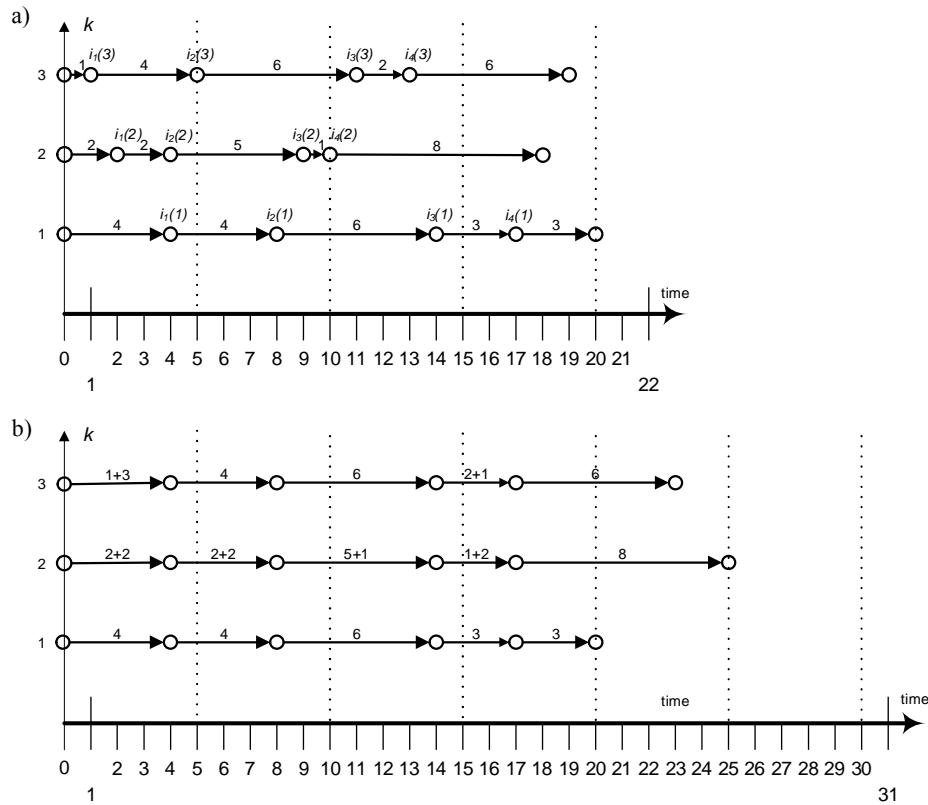 a)
k
i1(3) i2(3) i3(3) i4(3)
3 1 4 6 2 6
i1(2) i2(2) i3(2) i4(2)
2 2 2 5 1 8
i1(1) i2(1) i3(1) i4(1)
1 4 4 6 3 3
time
0 2 3 4 5 6 7 8 9 10 11 12 13 14 15 16 17 18 19 20 21
1 22
b)
k
3 1+3 4 6 2+1 6
2 2+2 2+2 5+1 1+2 8
1 4 4 6 3 3
time time
0 2 3 4 5 6 7 8 9 10 11 12 13 14 15 16 17 18 19 20 21 22 23 24 25 26 27 28 29 30
1 31